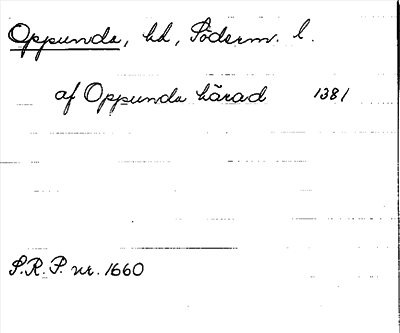 Oppunda, hd, Söderm. l.
af Oppunda härad 1381
S.R.P. nr. 1660